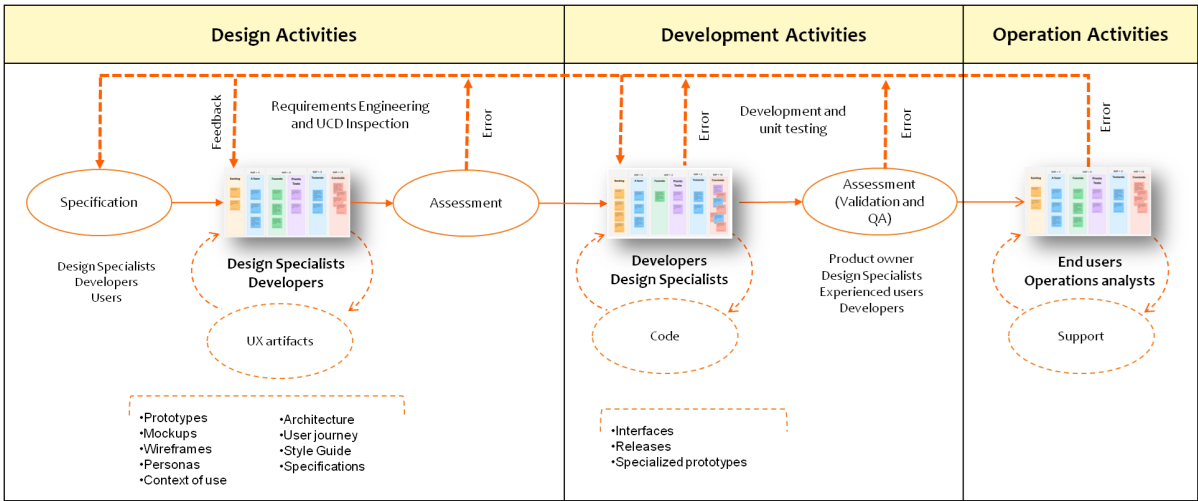 Design Activities
Development Activities
Operation Activities
Feedback
Requirements Engineering
and UCD Inspection
Error
Error
Development and
unit testing
Error
Error
Specification
Assessment
Assessment
(Validation and
QA)
Design Specialists
Developers
Users
Design Specialists
Developers
Developers
Design Specialists
Product owner
Design Specialists
Experienced users
Developers
End users
Operations analysts
UX artifacts
Code
Support
•Prototypes
•Mockups
•Wireframes
•Personas
•Context of use
•Architecture
•User journey
•Style Guide
•Specifications
•Interfaces
•Releases
•Specialized prototypes